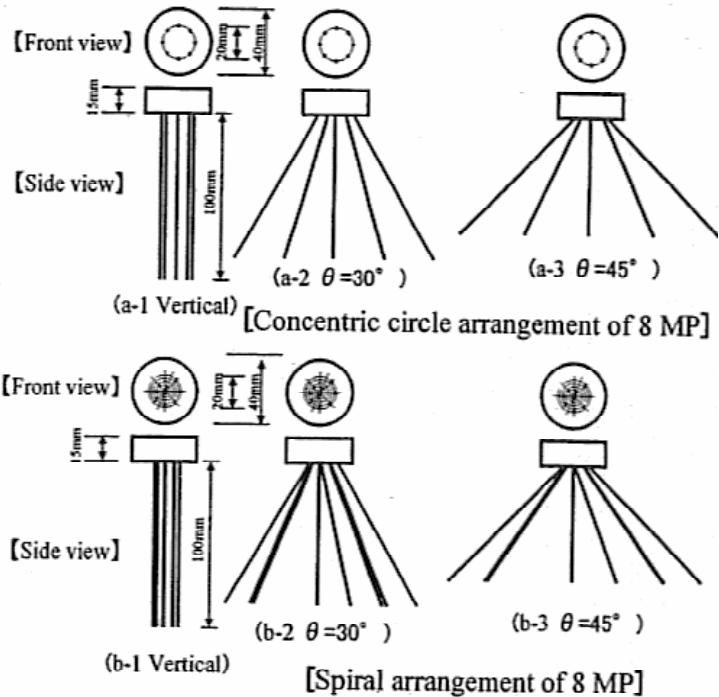 【Front view】
20mm
40mm
15mm
【Side view】
100mm
(a-1 Vertical)
(a-2 θ=30° )
(a-3 θ=45° )
[Concentric circle arrangement of 8 MP]
【Front view】
20mm
40mm
15mm
【Side view】
100mm
(b-1 Vertical)
(b-2 θ=30° )
(b-3 θ=45° )
[Spiral arrangement of 8 MP]